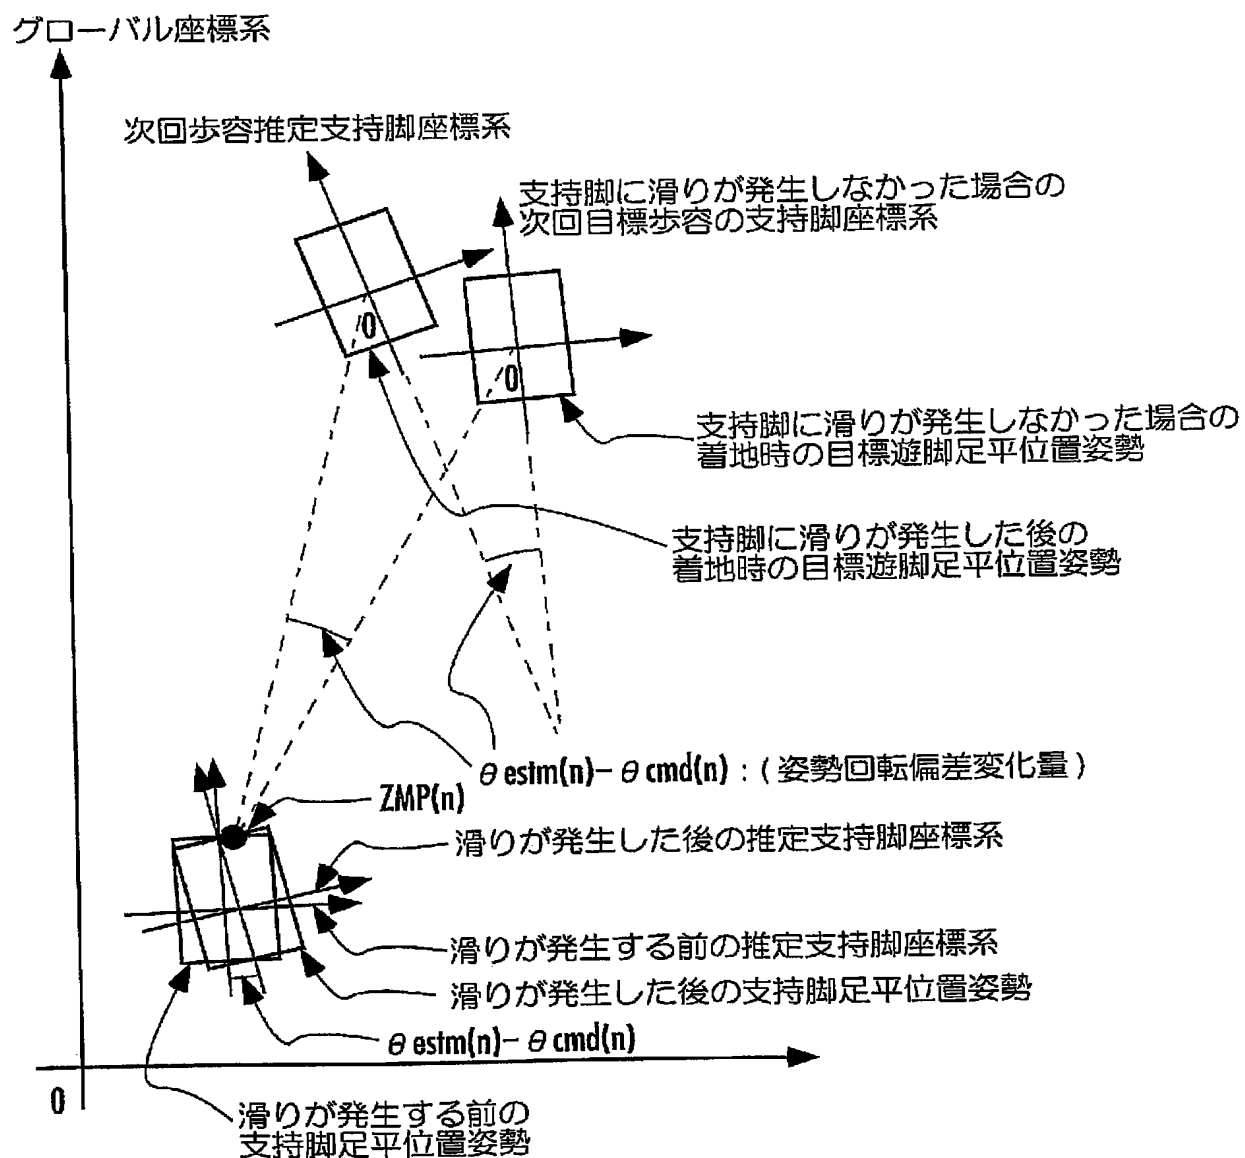 グローバル座標系
次回歩容推定支持脚座標系
支持脚に滑りが発生しなかった場合の
次回目標歩容の支持脚座標系
0
0
支持脚に滑りが発生しなかった場合の
着地時の目標遊脚足平位置姿勢
支持脚に滑りが発生した後の
着地時の目標遊脚足平位置姿勢
θ estm(n)− θ cmd(n) : ( 姿勢回転偏差変化量 )
ZMP(n)
滑りが発生した後の推定支持脚座標系
滑りが発生する前の推定支持脚座標系
滑りが発生した後の支持脚足平位置姿勢
θ estm(n)− θ cmd(n)
0
滑りが発生する前の
支持脚足平位置姿勢